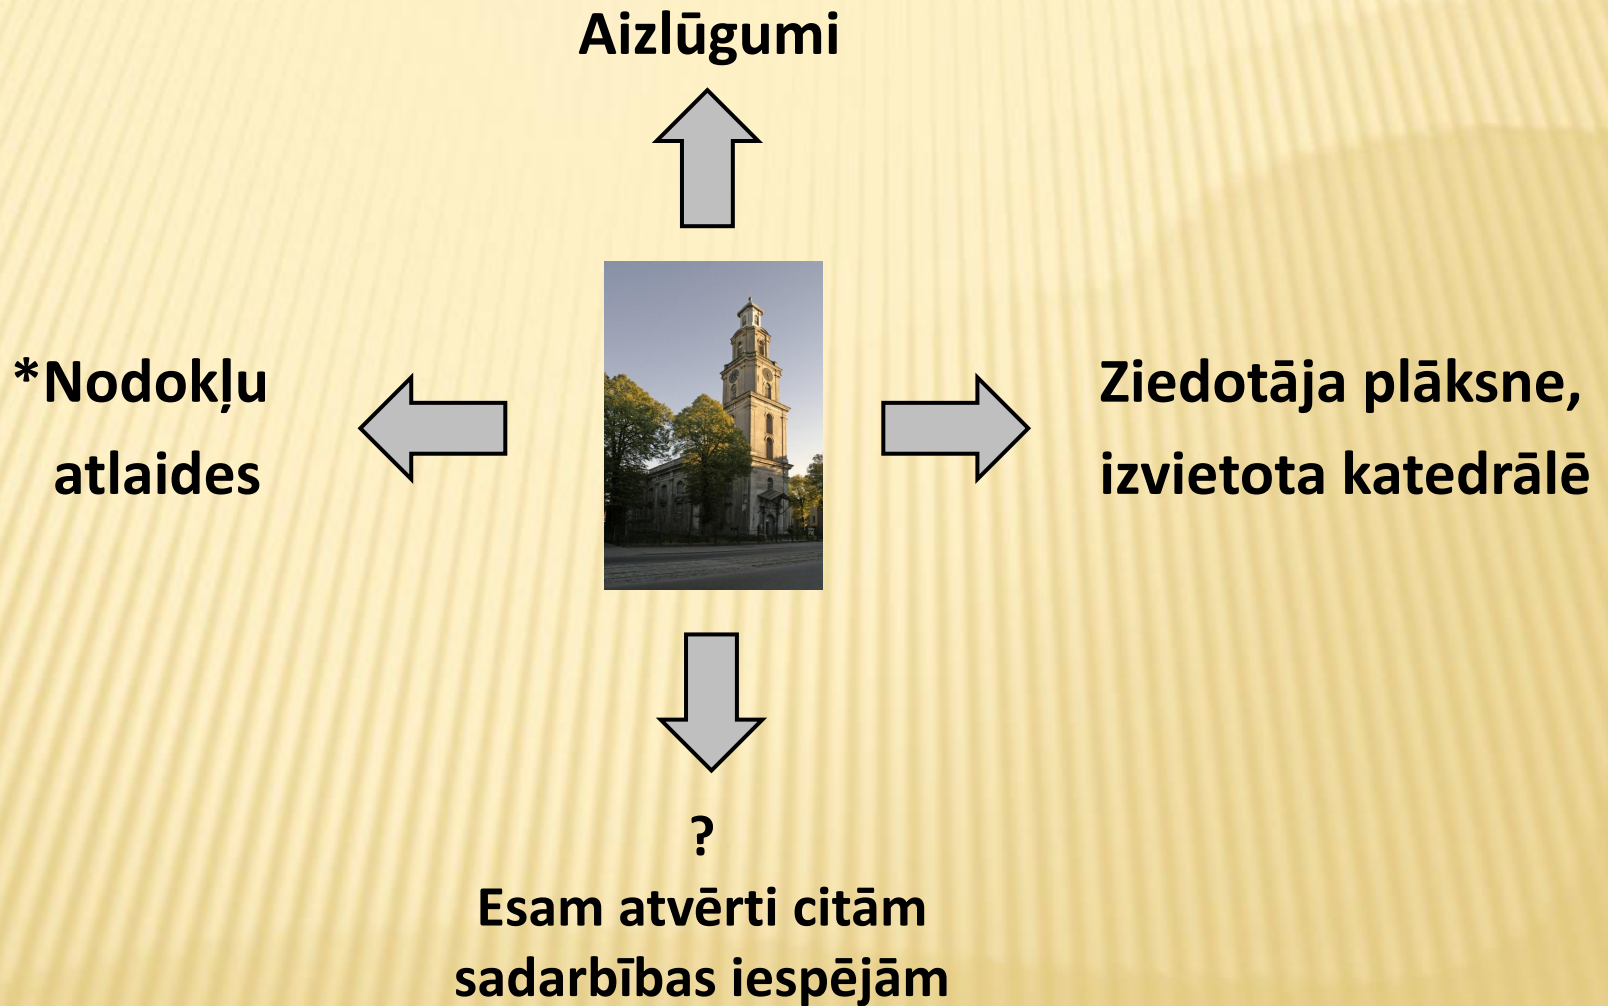 Aizlūgumi
*Nodokļu
atlaides
Ziedotāja plāksne,
izvietota katedrālē
?
Esam atvērti citām
sadarbības iespējām